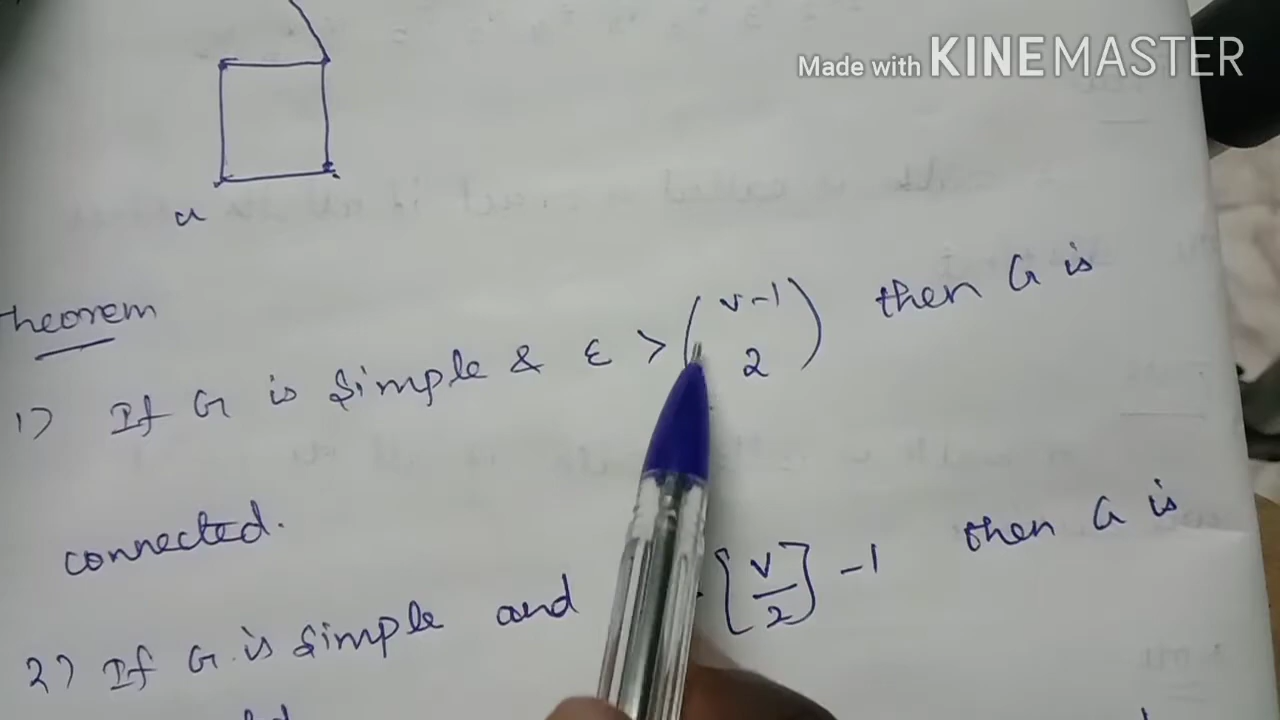 Made with KINEMASTER
a
Theorem
1) If G is simple & ε > (v-1 2) then G is
connected.
2) If G is simple and [v/2] -1 then G is